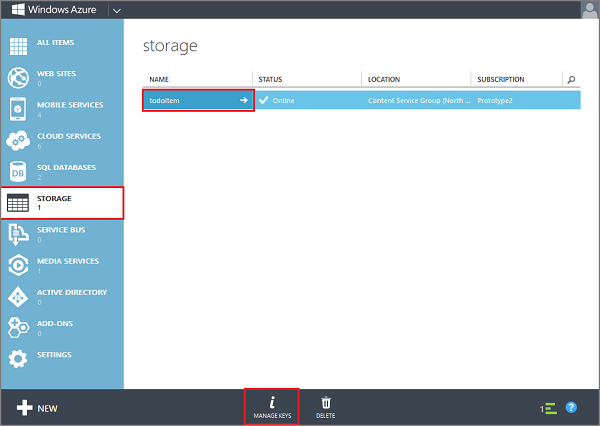 Windows Azure
ALL ITEMS
WEB SITES
0
MOBILE SERVICES
4
CLOUD SERVICES
6
SQL DATABASES
2
DB
STORAGE
1
SERVICE BUS
0
MEDIA SERVICES
1
ACTIVE DIRECTORY
ADD-ONS
0
SETTINGS
storage
NAME STATUS LOCATION SUBSCRIPTION
todoitem Online Content Service Group (North ... Prototype2
NEW
MANAGE KEYS
DELETE
1
?